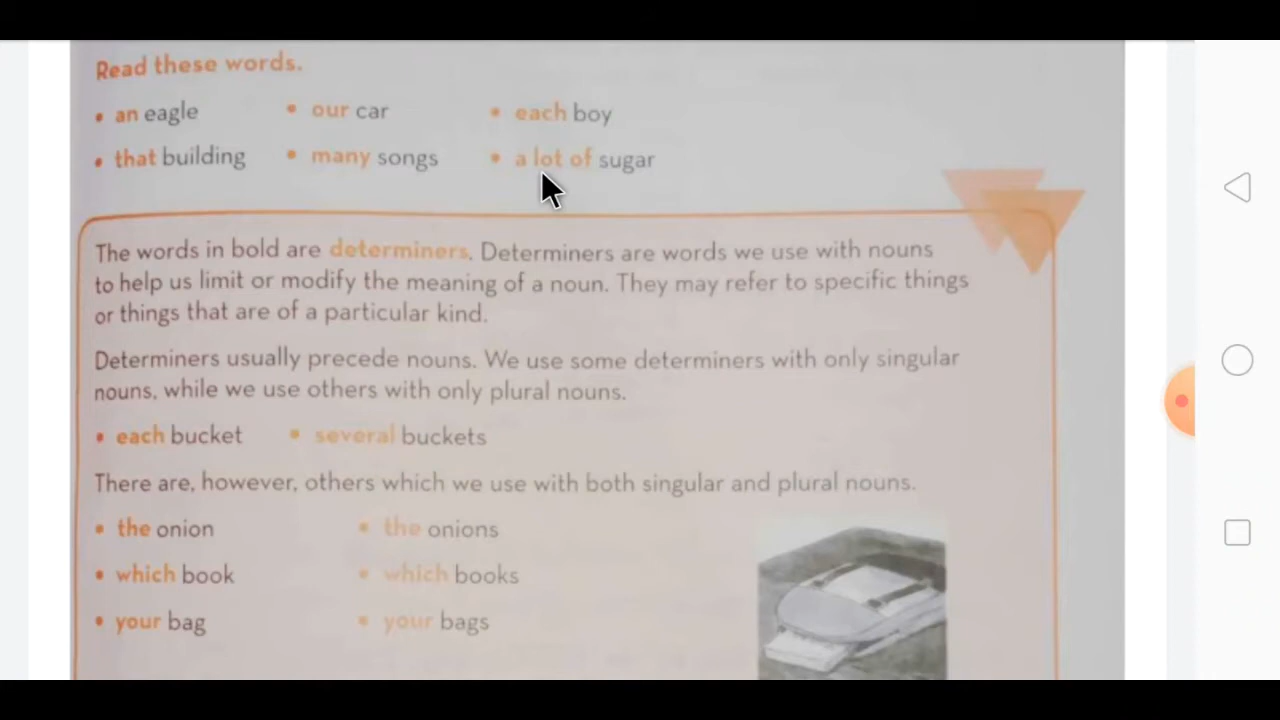 Read these words.
• an eagle • our car • each boy
• that building • many songs • a lot of sugar
The words in bold are determiners. Determiners are words we use with nouns
to help us limit or modify the meaning of a noun. They may refer to specific things
or things that are of a particular kind.
Determiners usually precede nouns. We use some determiners with only singular
nouns, while we use others with only plural nouns.
• each bucket • several buckets
There are, however, others which we use with both singular and plural nouns.
• the onion • the onions
• which book • which books
• your bag • your bags